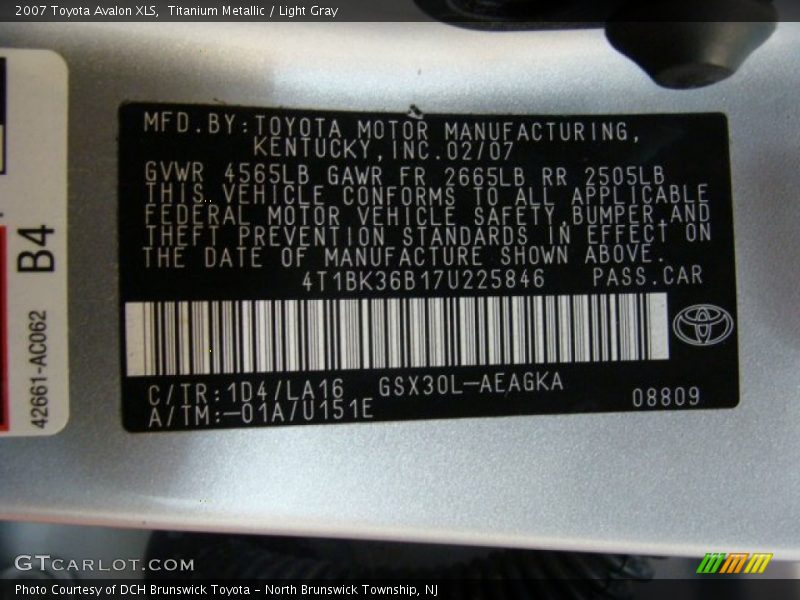 2007 Toyota Avalon XLS, Titanium Metallic / Light Gray
MFD.BY:TOYOTA MOTOR MANUFACTURING,
KENTUCKY,INC.02/07
GVWR 4565LB GAWR FR 2665LB RR 2505LB
THIS VEHICLE CONFORMS TO ALL APPLICABLE
FEDERAL MOTOR VEHICLE SAFETY,BUMPER,AND
THEFT PREVENTION STANDARDS IN EFFECT ON
THE DATE OF MANUFACTURE SHOWN ABOVE.
4T1BK36B17U225846 PASS.CAR
C/TR:1D4/LA16 GSX30L-AEAGKA
A/TM:-01A/U151E
08809
B4
42661-AC062
GTCARLOT.COM
Photo Courtesy of DCH Brunswick Toyota - North Brunswick Township, NJ